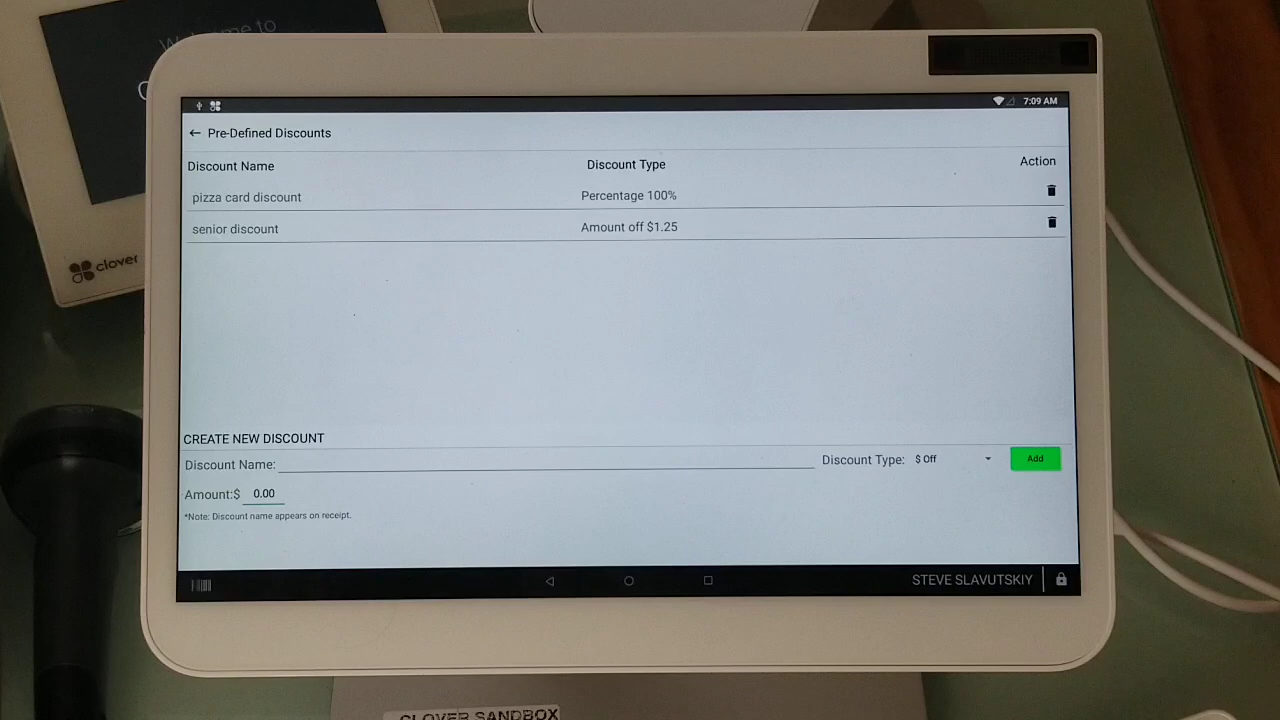 clover
7:09 AM
Pre-Defined Discounts
Discount Name Discount Type Action
pizza card discount Percentage 100%
senior discount Amount off $1.25
CREATE NEW DISCOUNT
Discount Name: Discount Type: $ Off Add
Amount:$ 0.00
*Note: Discount name appears on receipt.
STEVE SLAVUTSKIY
CLOVER SANDBOX